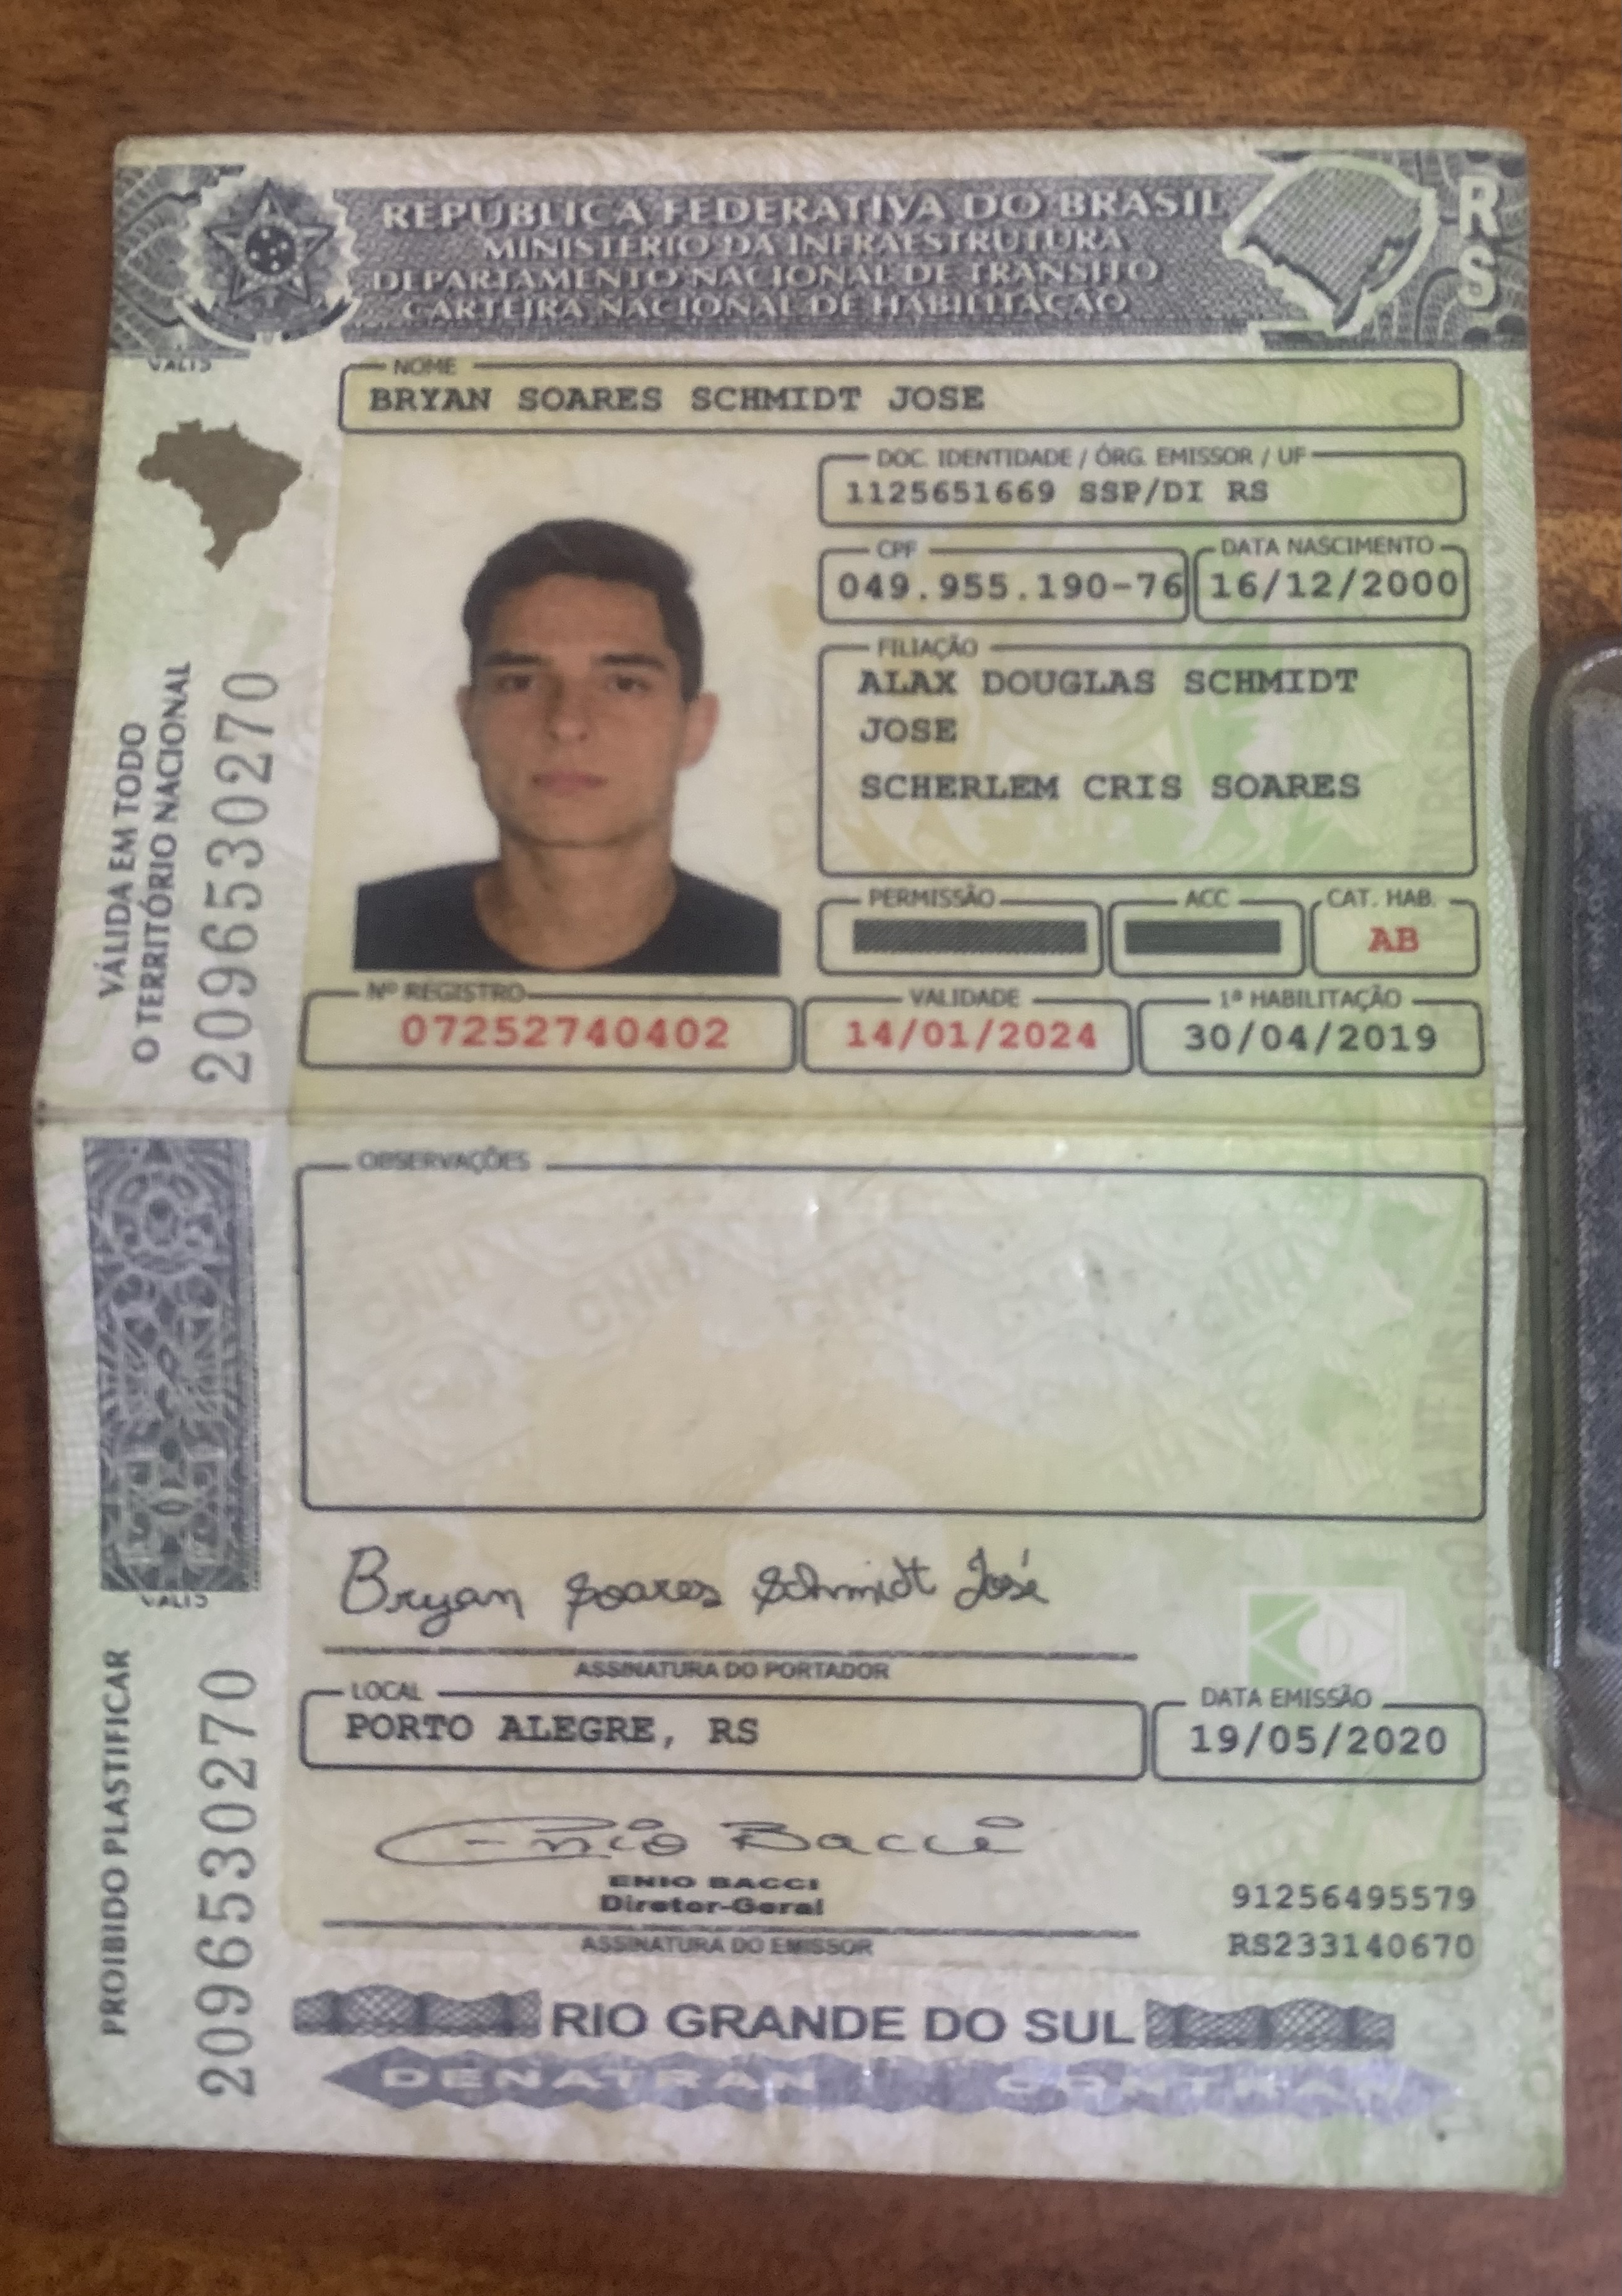 REPÚBLICA FEDERATIVA DO BRASIL
MINISTÉRIO DA INFRAESTRUTURA
DEPARTAMENTO NACIONAL DE TRÂNSITO
CARTEIRA NACIONAL DE HABILITAÇÃO
RS
NOME
BRYAN SOARES SCHMIDT JOSE
DOC. IDENTIDADE / ÓRG. EMISSOR / UF
1125651669 SSP/DI RS
CPF
049.955.190-76
DATA NASCIMENTO
16/12/2000
FILIAÇÃO
ALAX DOUGLAS SCHMIDT
JOSE
SCHERLEM CRIS SOARES
PERMISSÃO
ACC
CAT. HAB.
AB
Nº REGISTRO
07252740402
VALIDADE
14/01/2024
1ª HABILITAÇÃO
30/04/2019
VÁLIDA EM TODO
O TERRITÓRIO NACIONAL
2096530270
OBSERVAÇÕES
Bryan Soares Schmidt José
ASSINATURA DO PORTADOR
LOCAL
PORTO ALEGRE, RS
DATA EMISSÃO
19/05/2020
Enio Bacci
ENIO BACCI
Diretor-Geral
ASSINATURA DO EMISSOR
91256495579
RS233140670
PROIBIDO PLASTIFICAR
2096530270
RIO GRANDE DO SUL
DENATRAN CONTRAN